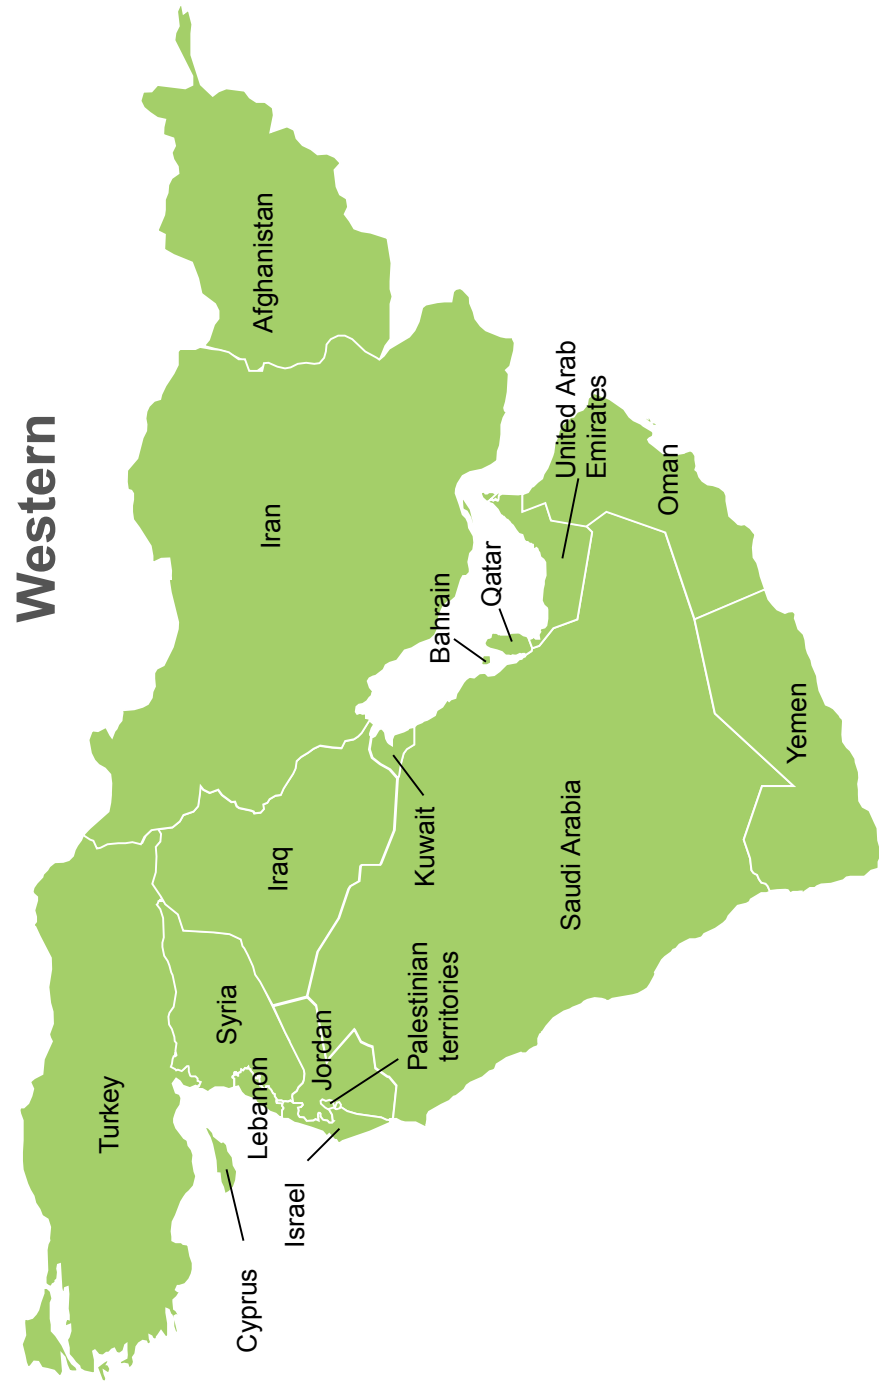 Western
Turkey
Cyprus
Syria
Lebanon
Israel
Jordan
Palestinian
territories
Iraq
Iran
Afghanistan
Kuwait
Saudi Arabia
Bahrain
Qatar
United Arab
Emirates
Oman
Yemen